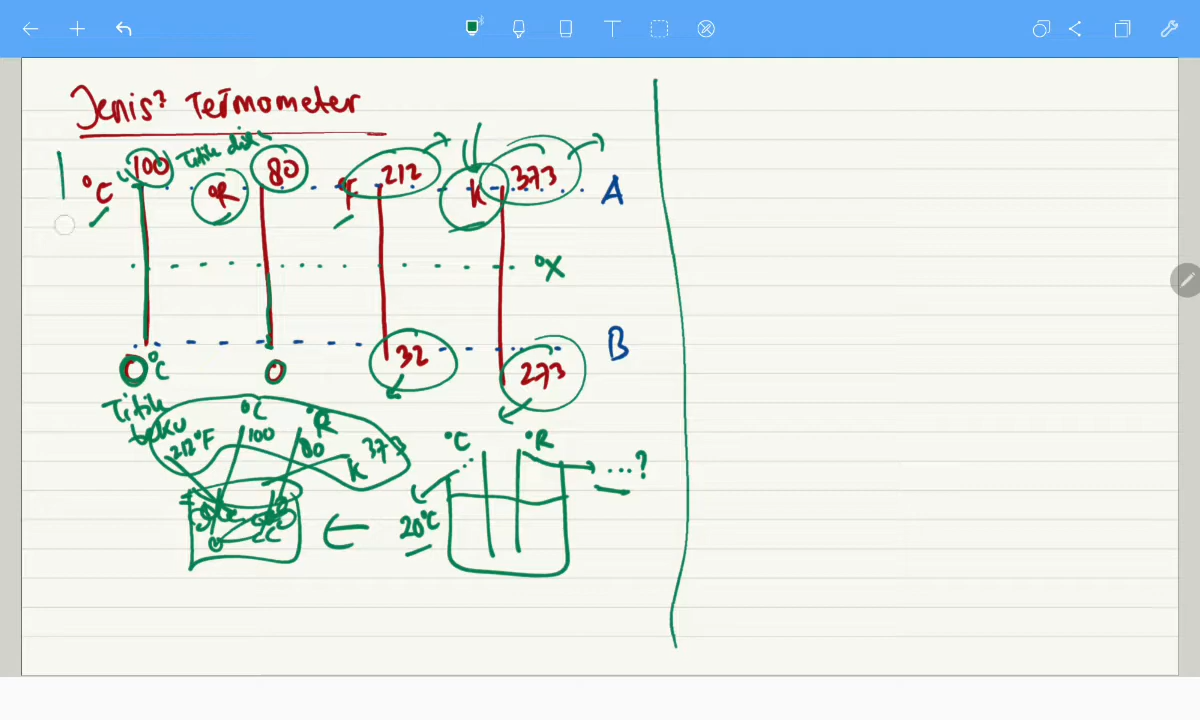 Jenis² Termometer
°C 100 Titik didih °R 80 °F 212 K 373 A
°X
0 °C 0 32 273 B
Titik beku
212°F °C 100 °R 80 K 373
°C °R ....?
20°C